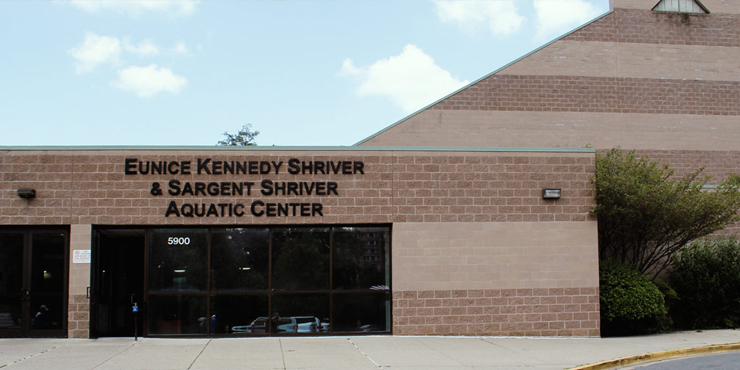 Eunice Kennedy Shriver
& Sargent Shriver
Aquatic Center
5900